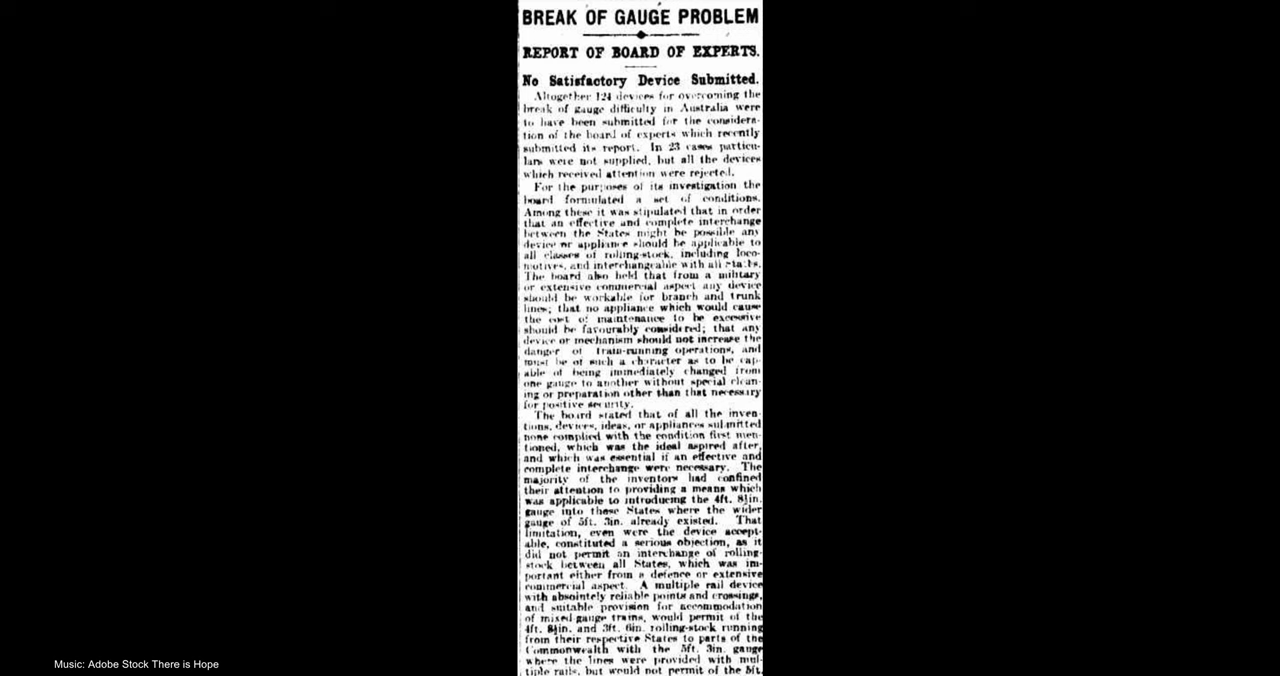 BREAK OF GAUGE PROBLEM
REPORT OF BOARD OF EXPERTS.
No Satisfactory Device Submitted.
Altogether 124 devices for overcoming the
break of gauge difficulty in Australia were
to have been submitted for the considera-
tion of the board of experts which recently
submitted its report. In 23 cases particu-
lars were not supplied, but all the devices
which received attention were rejected.
For the purposes of its investigation the
board formulated a set of conditions.
Among these it was stipulated that in order
that an effective and complete interchange
between the States might be possible any
device or appliance should be applicable to
all classes of rolling-stock, including loco-
motives, and interchangeable with all States.
The board also held that from a military
or extensive commercial aspect any device
should be workable for branch and trunk
lines; that no appliance which would cause
the cost of maintenance to be excessive
should be favourably considered; that any
device or mechanism should not increase the
danger of train-running operations, and
must be of such a character as to be cap-
able of being immediately changed from
one gauge to another without special clean-
ing or preparation other than that necessary
for positive security.
The board stated that of all the inven-
tions, devices, ideas, or appliances submitted
none complied with the condition first men-
tioned, which was the ideal aspired after,
and which was essential if an effective and
complete interchange were necessary. The
majority of the inventors had confined
their attention to providing a means which
was applicable to introducing the 4ft. 8½in.
gauge into those States where the wider
gauge of 5ft. 3in. already existed. That
limitation, even were the device accept-
able, constituted a serious objection, as it
did not permit an interchange of rolling-
stock between all States, which was im-
portant either from a defence or extensive
commercial aspect. A multiple rail device
with absolutely reliable points and crossings,
and suitable provision for accommodation
of mixed gauge trains, would permit of the
4ft. 8½in. and 3ft. 6in. rolling-stock running
from their respective States to parts of the
Commonwealth with the 5ft. 3in. gauge
where the lines were provided with mul-
tiple rails, but would not permit of the 5ft.
Music: Adobe Stock There is Hope